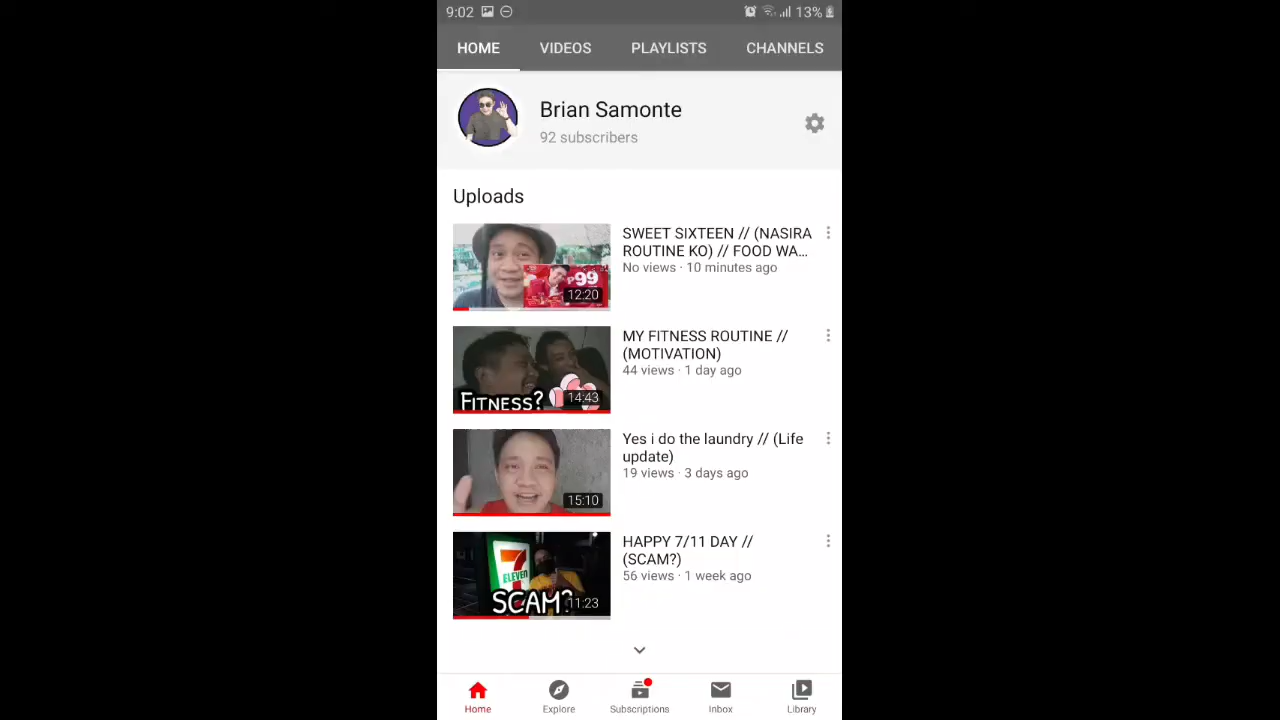 9:02 13%
HOME VIDEOS PLAYLISTS CHANNELS
Brian Samonte
92 subscribers
Uploads
SWEET SIXTEEN // (NASIRA
ROUTINE KO) // FOOD WA...
No views · 10 minutes ago
₱99
12:20
MY FITNESS ROUTINE //
(MOTIVATION)
44 views · 1 day ago
FITNESS?
14:43
Yes i do the laundry // (Life
update)
19 views · 3 days ago
15:10
HAPPY 7/11 DAY //
(SCAM?)
56 views · 1 week ago
7
ELEVEN
SCAM?
11:23
Home Explore Subscriptions Inbox Library